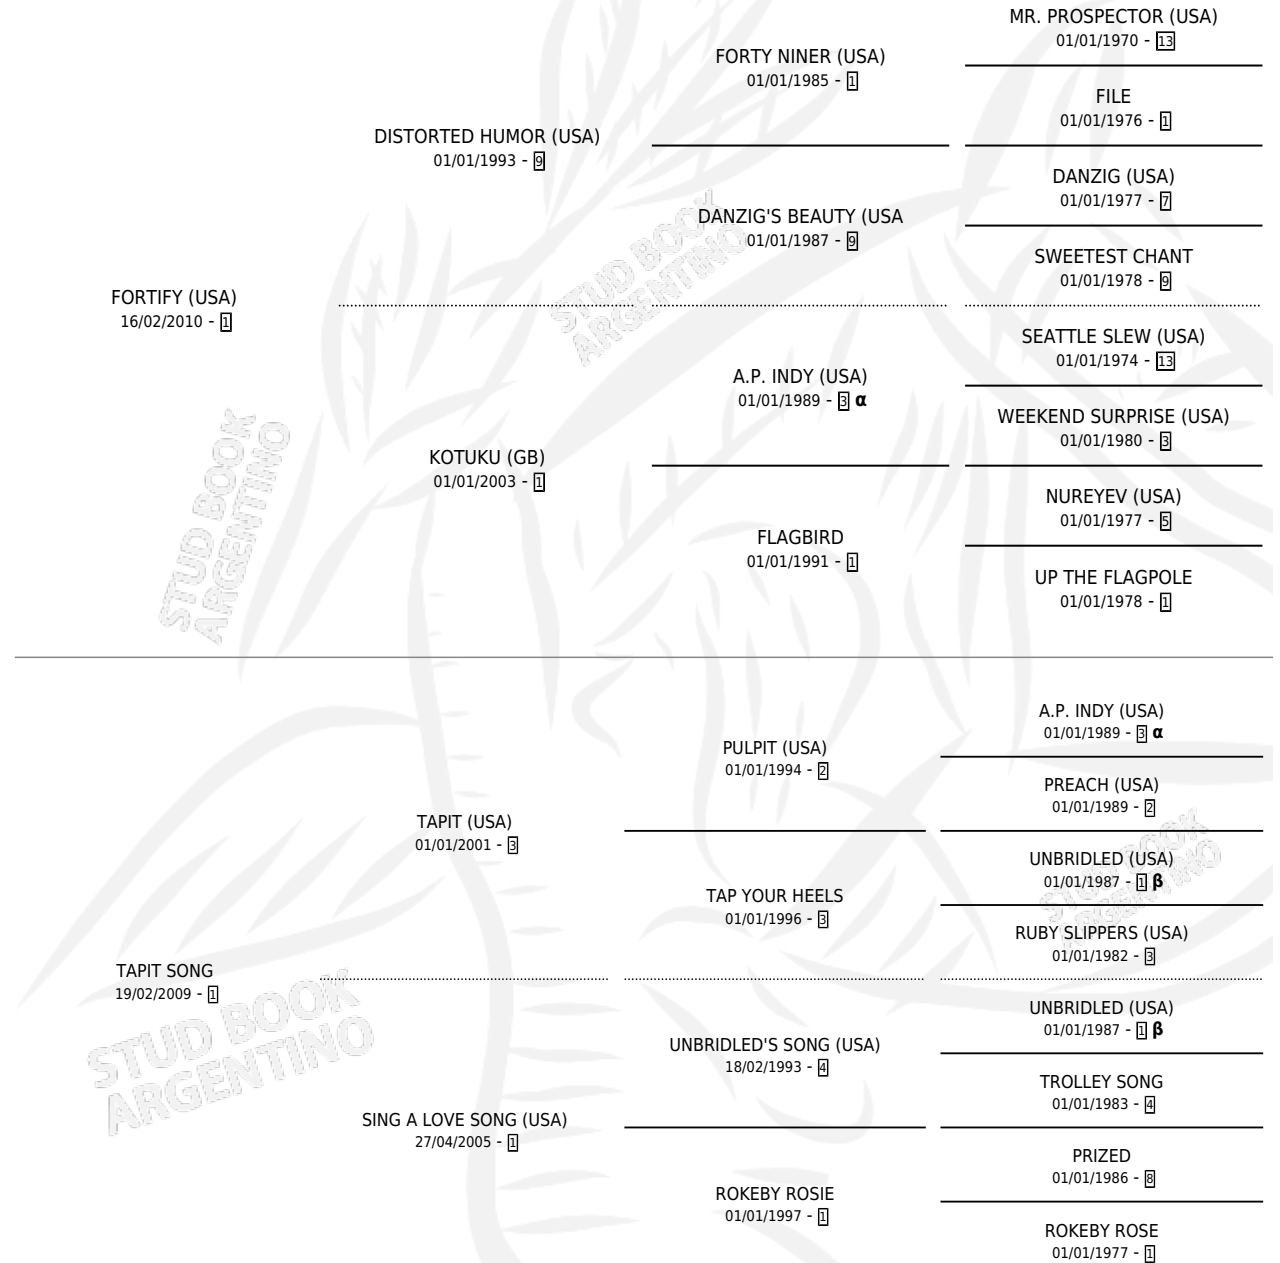 MR. PROSPECTOR (USA)
01/01/1970 - 13
FORTY NINER (USA)
01/01/1985 - 1
FILE
01/01/1976 - 1
DISTORTED HUMOR (USA)
01/01/1993 - 9
DANZIG (USA)
01/01/1977 - 7
DANZIG'S BEAUTY (USA
01/01/1987 - 9
SWEETEST CHANT
01/01/1978 - 9
FORTIFY (USA)
16/02/2010 - 1
SEATTLE SLEW (USA)
01/01/1974 - 13
A.P. INDY (USA)
01/01/1989 - 3 α
WEEKEND SURPRISE (USA)
01/01/1980 - 3
KOTUKU (GB)
01/01/2003 - 1
NUREYEV (USA)
01/01/1977 - 5
FLAGBIRD
01/01/1991 - 1
UP THE FLAGPOLE
01/01/1978 - 1
A.P. INDY (USA)
01/01/1989 - 3 α
PULPIT (USA)
01/01/1994 - 2
PREACH (USA)
01/01/1989 - 2
TAPIT (USA)
01/01/2001 - 3
UNBRIDLED (USA)
01/01/1987 - 1 β
TAP YOUR HEELS
01/01/1996 - 3
RUBY SLIPPERS (USA)
01/01/1982 - 3
TAPIT SONG
19/02/2009 - 1
UNBRIDLED (USA)
01/01/1987 - 1 β
UNBRIDLED'S SONG (USA)
18/02/1993 - 4
TROLLEY SONG
01/01/1983 - 4
SING A LOVE SONG (USA)
27/04/2005 - 1
PRIZED
01/01/1986 - 8
ROKEBY ROSIE
01/01/1997 - 1
ROKEBY ROSE
01/01/1977 - 1
STUD BOOK
ARGENTINO
STUD BOOK
ARGENTINO
STUD BOOK
ARGENTINO
STUD BOOK
ARGENTINO